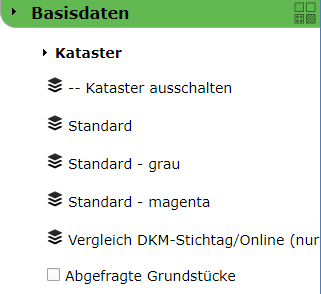 Basisdaten
Kataster
-- Kataster ausschalten
Standard
Standard - grau
Standard - magenta
Vergleich DKM-Stichtag/Online (nur
Abgefragte Grundstücke